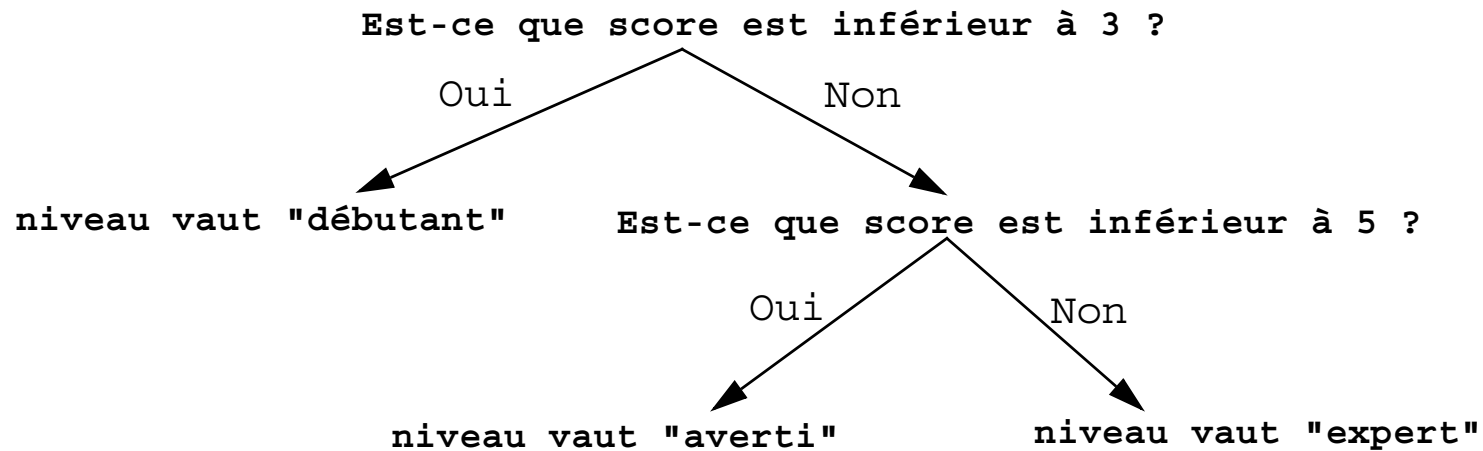 Est-ce que score est inférieur à 3 ?
Oui
Non
niveau vaut "débutant"
Est-ce que score est inférieur à 5 ?
Oui
Non
niveau vaut "averti"
niveau vaut "expert"